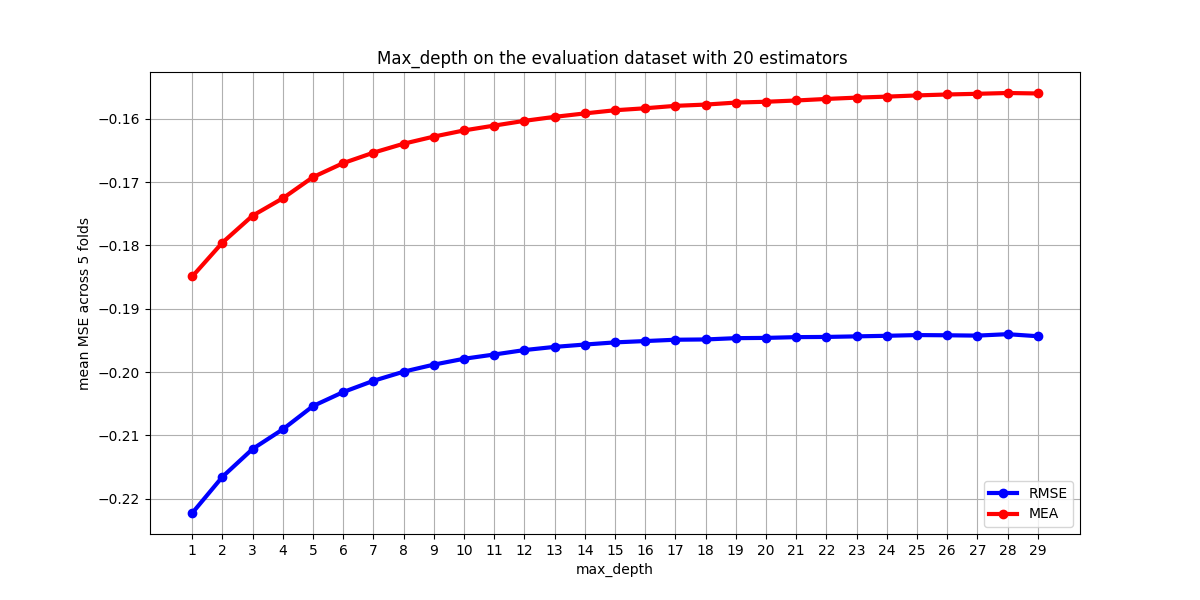 Max_depth on the evaluation dataset with 20 estimators
mean MSE across 5 folds
−0.16
−0.17
−0.18
−0.19
−0.20
−0.21
−0.22
RMSE
MEA
1 2 3 4 5 6 7 8 9 10 11 12 13 14 15 16 17 18 19 20 21 22 23 24 25 26 27 28 29
max_depth